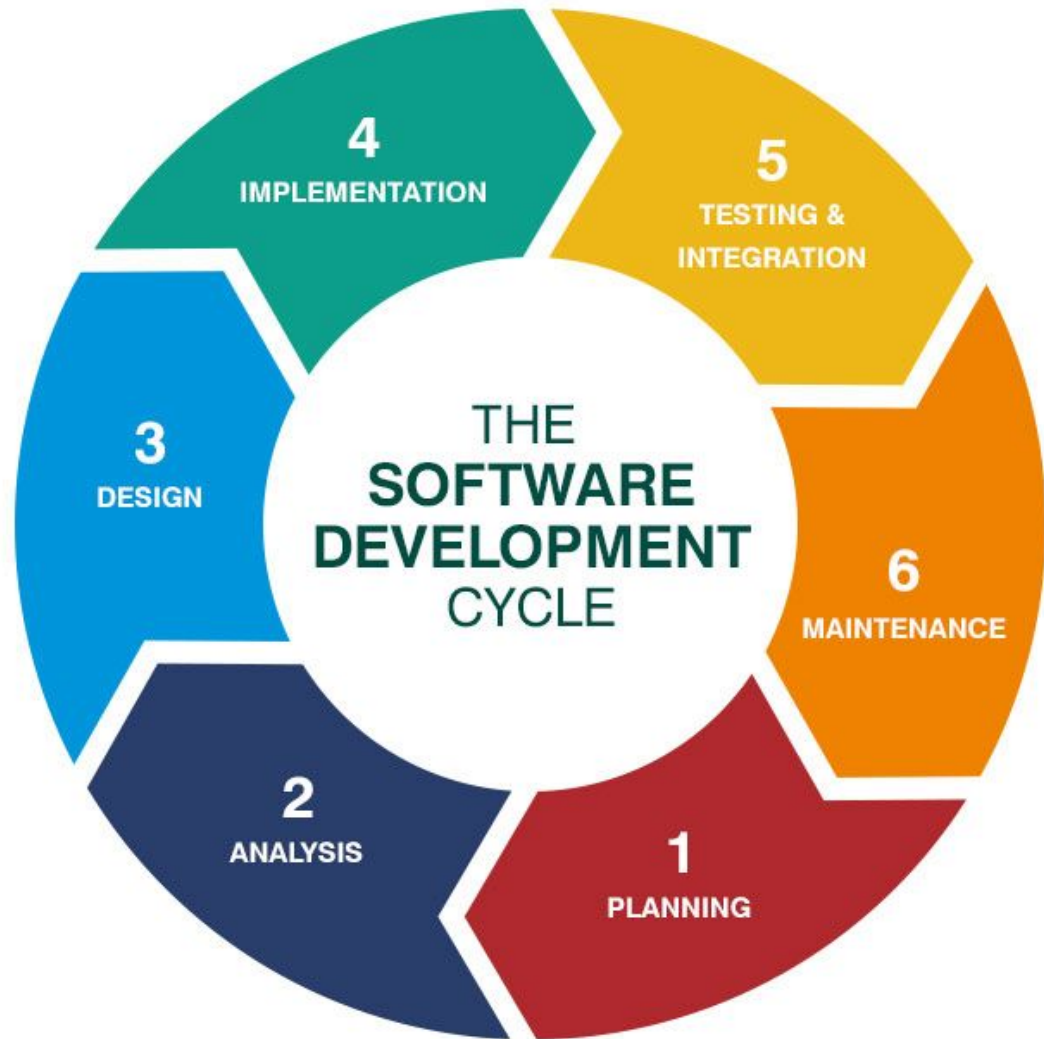 THE
SOFTWARE
DEVELOPMENT
CYCLE
1
PLANNING
2
ANALYSIS
3
DESIGN
4
IMPLEMENTATION
5
TESTING &
INTEGRATION
6
MAINTENANCE